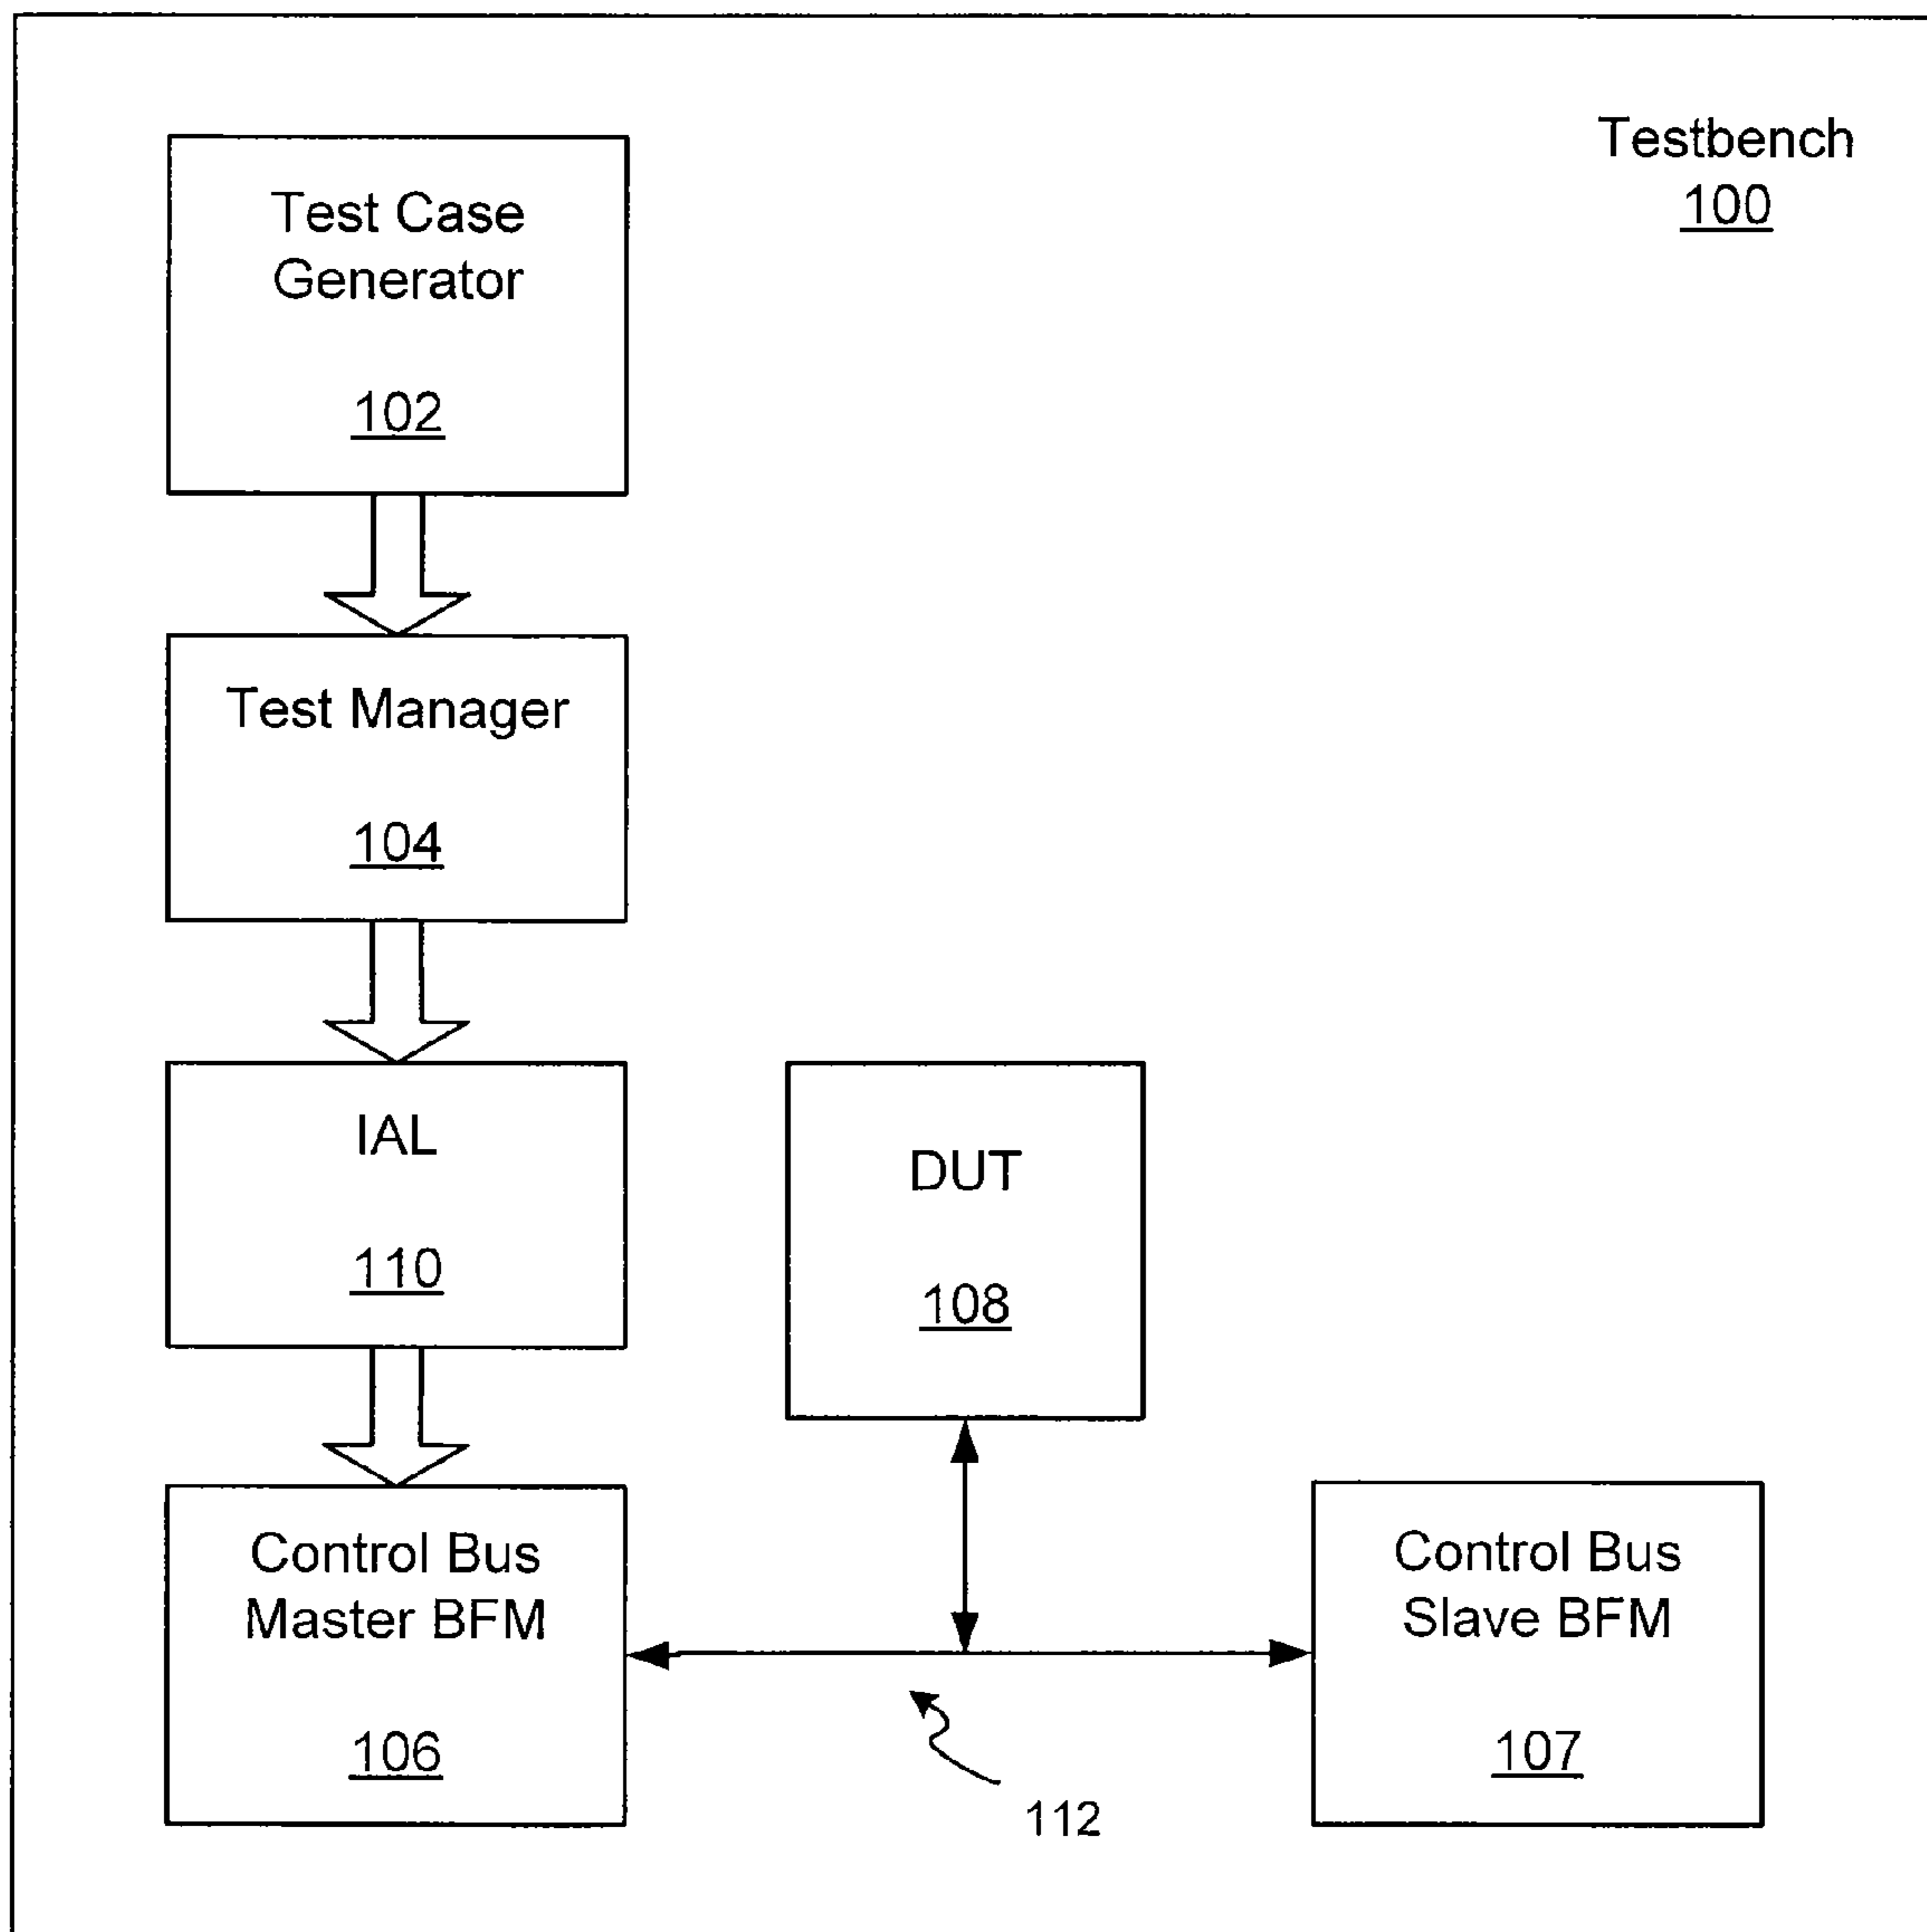 Testbench
100
Test Case
Generator
102
Test Manager
104
IAL
110
DUT
108
Control Bus
Master BFM
106
Control Bus
Slave BFM
107
112